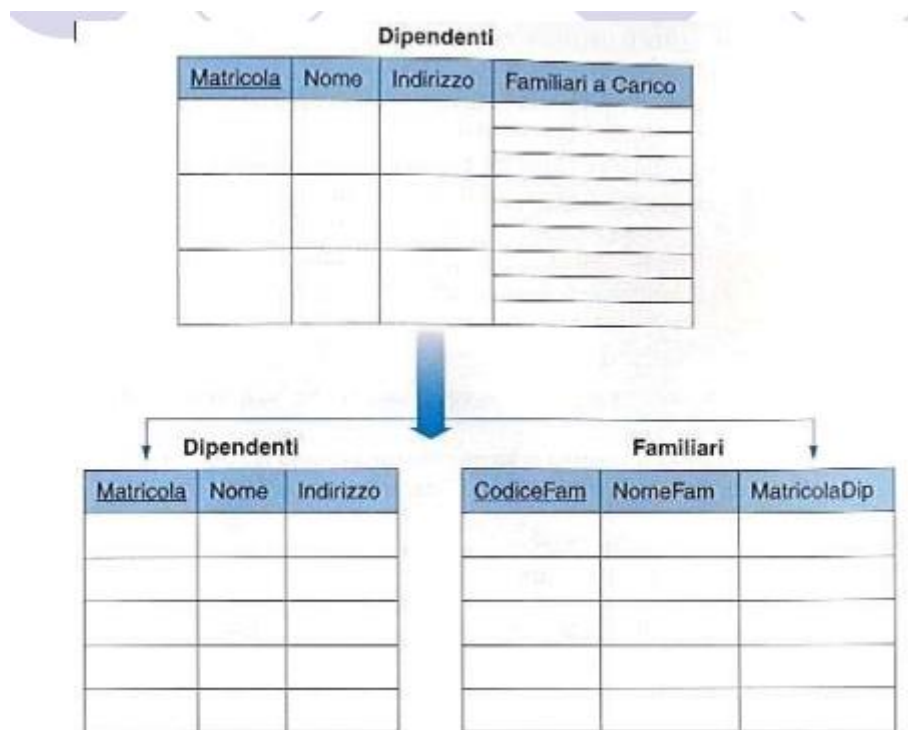 Dipendenti
Matricola Nome Indirizzo Familiari a Carico
Dipendenti Familiari
Matricola Nome Indirizzo CodiceFam NomeFam MatricolaDip